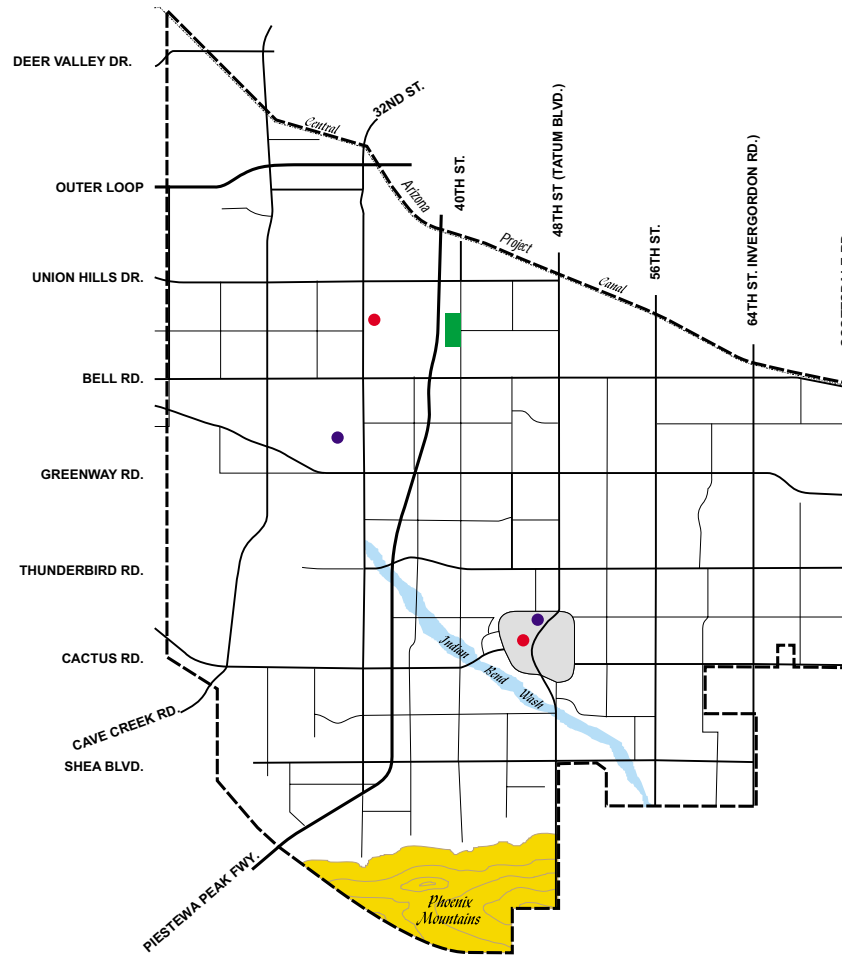 DEER VALLEY DR.
32ND ST.
Central
OUTER LOOP
Arizona
40TH ST.
48TH ST (TATUM BLVD.)
Project
56TH ST.
64TH ST. INVERGORDON RD.)
UNION HILLS DR.
Canal
BELL RD.
GREENWAY RD.
THUNDERBIRD RD.
Indian
Bend
Wash
CACTUS RD.
CAVE CREEK RD.
SHEA BLVD.
PIESTEWA PEAK FWY.
Phoenix
Mountains